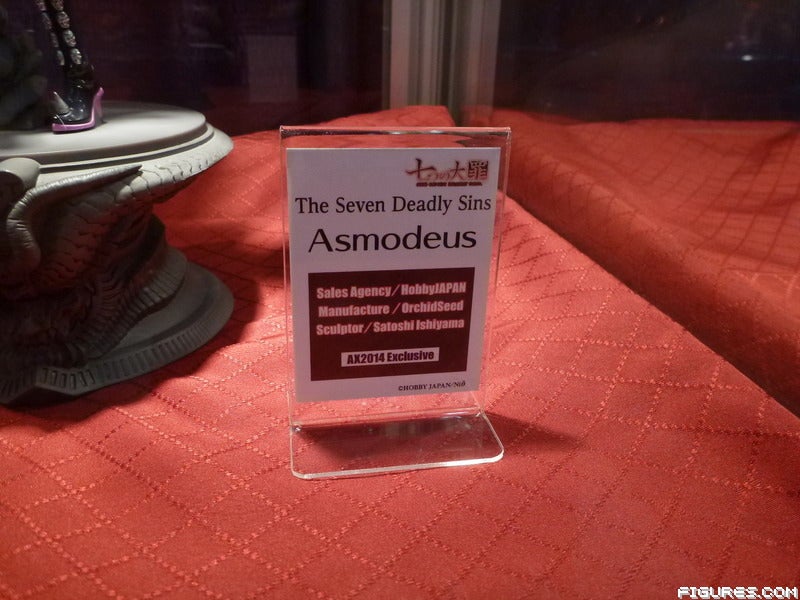 七つの大罪
The Seven Deadly Sins
Asmodeus
Sales Agency/HobbyJAPAN
Manufacture/OrchidSeed
Sculptor/Satoshi Ishiyama
AX2014 Exclusive
©HOBBY JAPAN/Niθ
FIGURES.COM